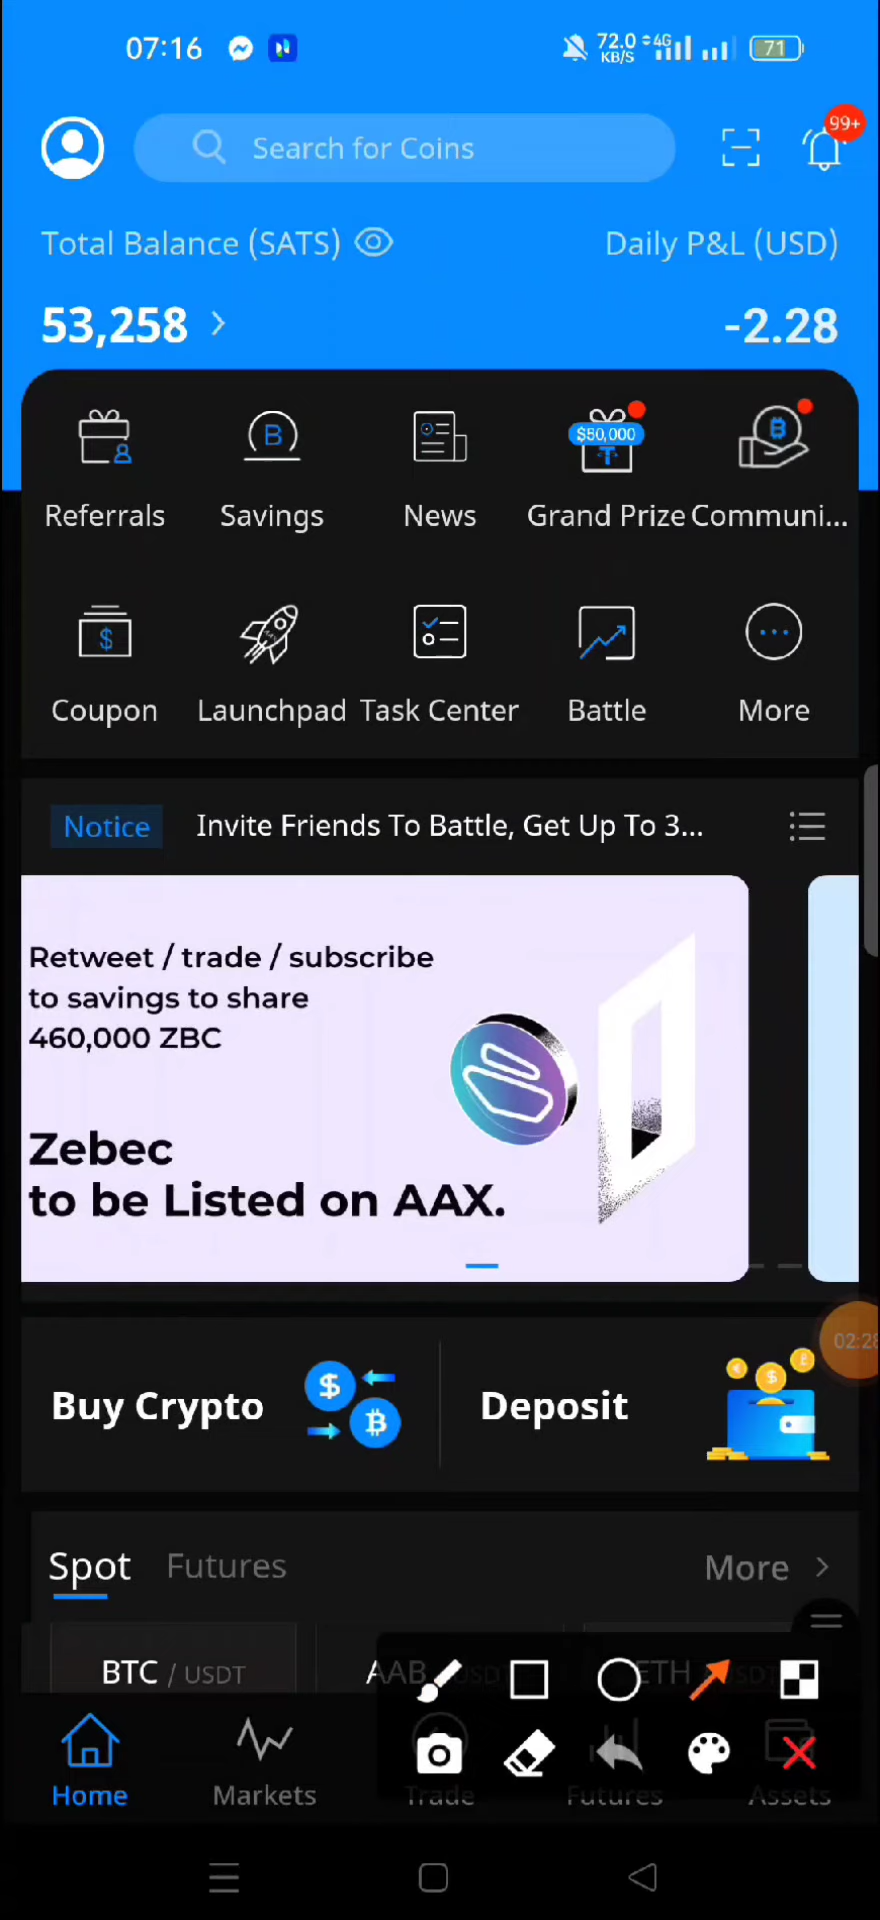 07:16
72.0
KB/S
4G
71
Search for Coins
99+
Total Balance (SATS)
Daily P&L (USD)
53,258
-2.28
$50,000
Referrals
Savings
News
Grand Prize
Communi...
Coupon
Launchpad
Task Center
Battle
More
Notice
Invite Friends To Battle, Get Up To 3...
Retweet / trade / subscribe
to savings to share
460,000 ZBC
Zebec
to be Listed on AAX.
02:28
Buy Crypto
Deposit
Spot
Futures
More
BTC / USDT
AAB
ETH
Home
Markets
Trade
Futures
Assets